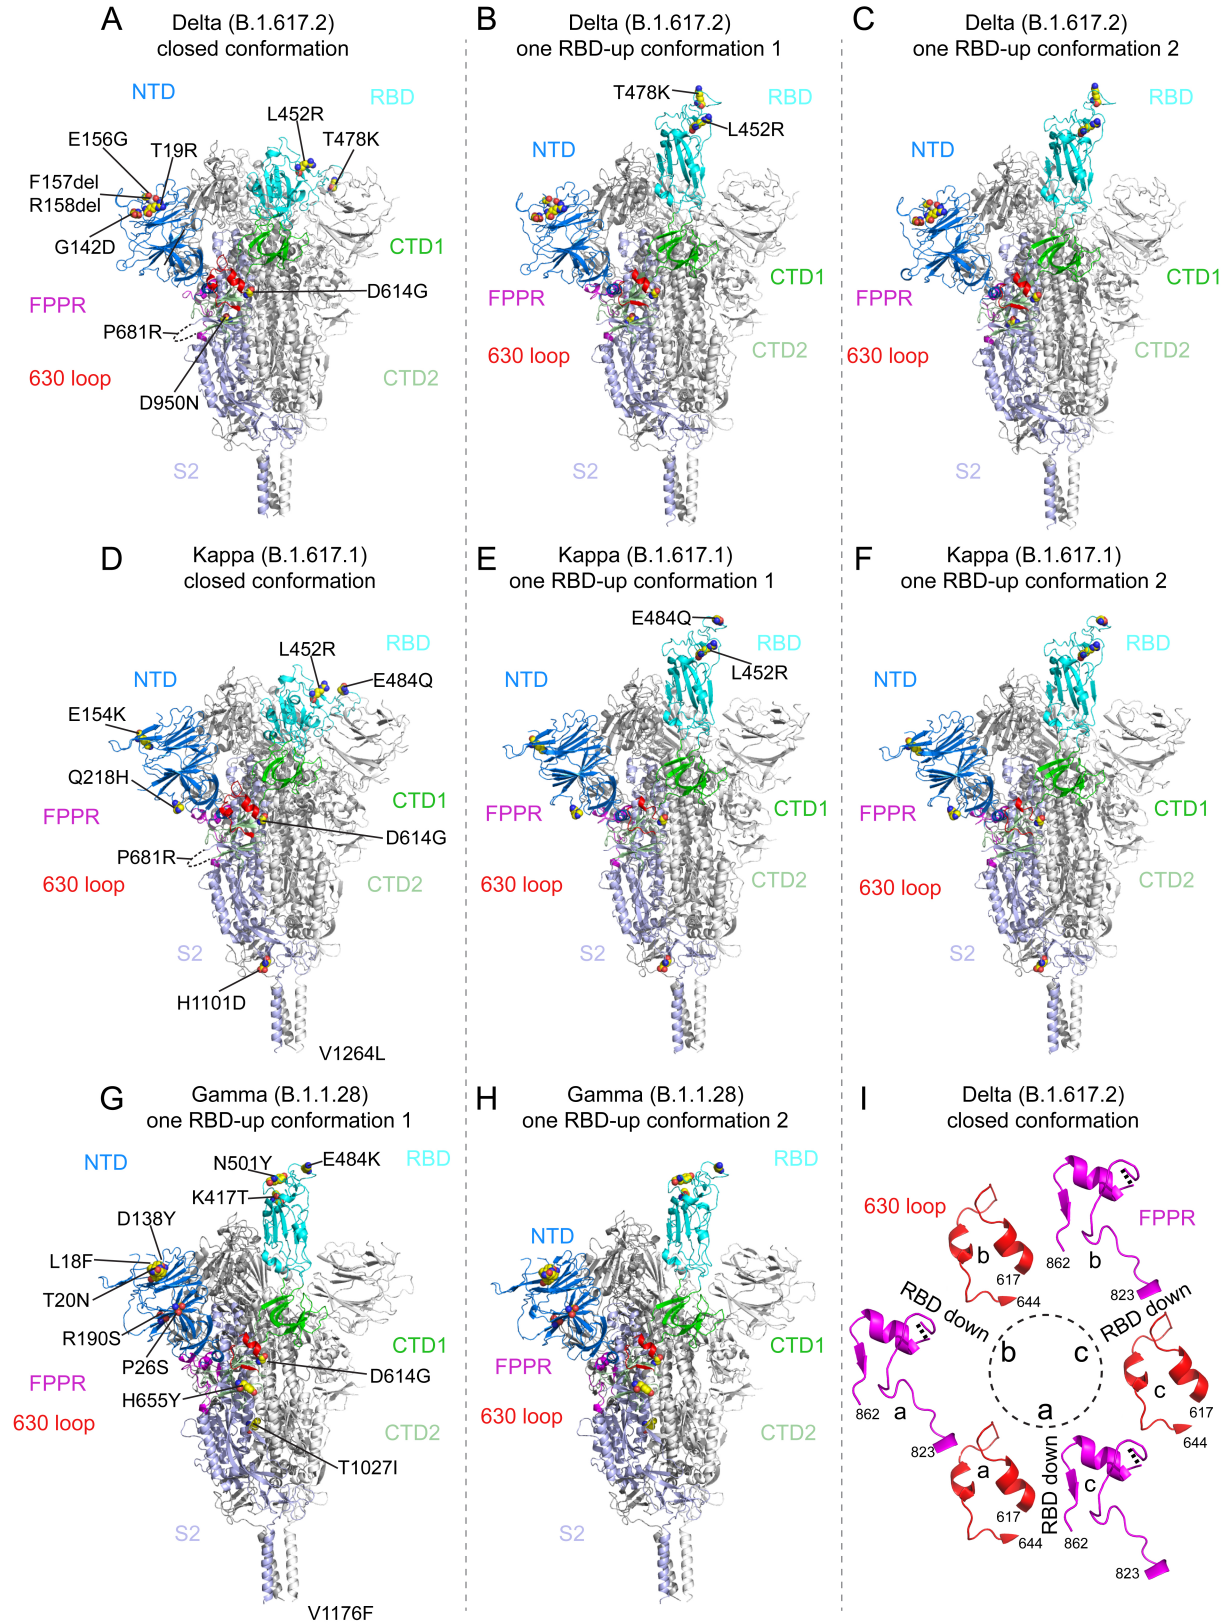 A
Delta (B.1.617.2)
closed conformation
NTD
RBD
L452R
E156G
T19R
T478K
F157del
R158del
G142D
CTD1
FPPR
D614G
P681R
630 loop
CTD2
D950N
S2
B
Delta (B.1.617.2)
one RBD-up conformation 1
T478K
RBD
L452R
NTD
CTD1
FPPR
630 loop
CTD2
S2
C
Delta (B.1.617.2)
one RBD-up conformation 2
RBD
NTD
CTD1
FPPR
630 loop
CTD2
S2
D
Kappa (B.1.617.1)
closed conformation
L452R
RBD
NTD
E484Q
E154K
Q218H
CTD1
FPPR
D614G
P681R
630 loop
CTD2
S2
H1101D
V1264L
E
Kappa (B.1.617.1)
one RBD-up conformation 1
E484Q
RBD
L452R
NTD
CTD1
FPPR
630 loop
CTD2
S2
F
Kappa (B.1.617.1)
one RBD-up conformation 2
RBD
NTD
CTD1
FPPR
630 loop
CTD2
S2
G
Gamma (B.1.1.28)
one RBD-up conformation 1
NTD
N501Y
E484K
RBD
K417T
D138Y
L18F
T20N
R190S
P26S
CTD1
FPPR
D614G
H655Y
630 loop
CTD2
T1027I
S2
V1176F
H
Gamma (B.1.1.28)
one RBD-up conformation 2
RBD
NTD
CTD1
FPPR
630 loop
CTD2
S2
I
Delta (B.1.617.2)
closed conformation
630 loop
FPPR
b
b
862
617
644
823
RBD down
RBD down
b
c
a
c
a
862
823
617
644
RBD down
a
c
617
644
862
823